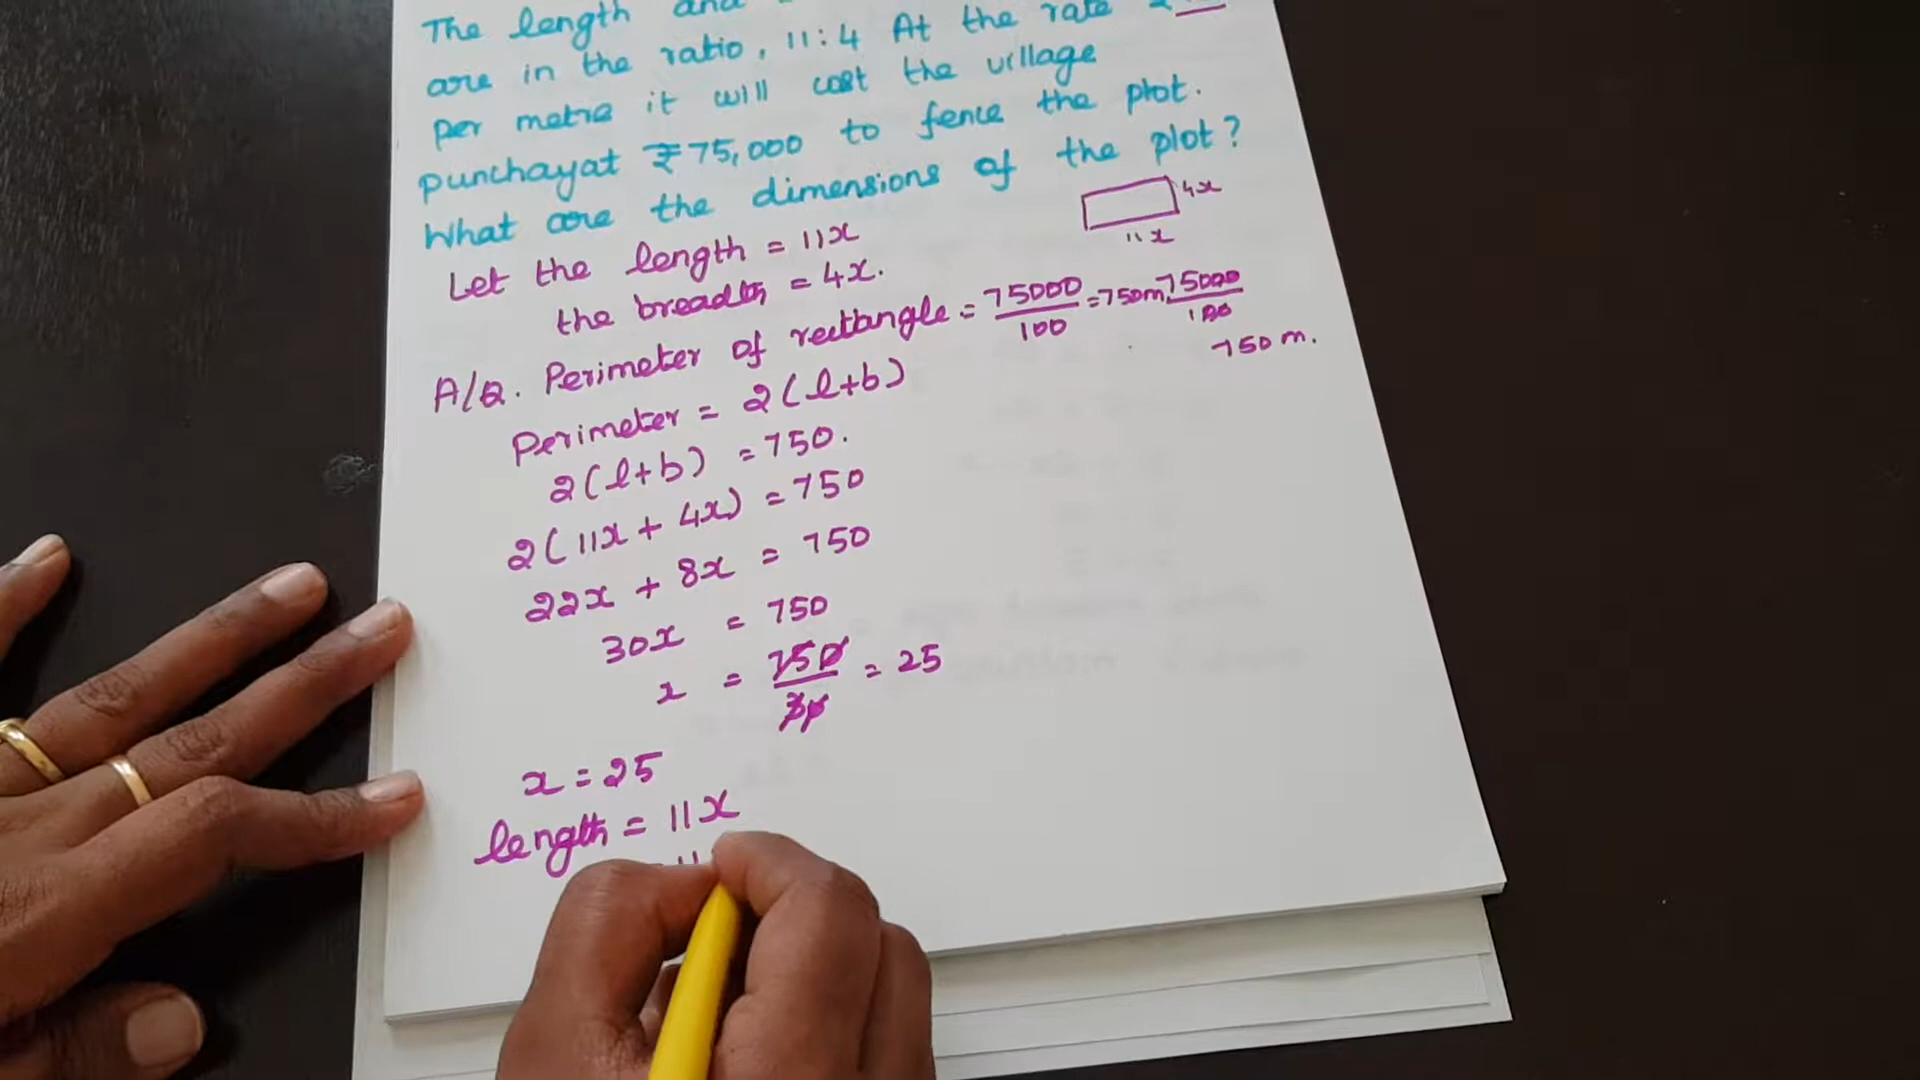 The length and
are in the ratio, 11:4 At the rate ₹
per metre it will cost the village
punchayat ₹75,000 to fence the plot.
What are the dimensions of the plot?
4x
11x
Let the length = 11x
the breadth = 4x.
A/Q. Perimeter of rectangle = 75000/100 = 750m
75000/100
750 m.
Perimeter = 2(l+b)
2(l+b) = 750.
2(11x + 4x) = 750
22x + 8x = 750
30x = 750
x = 750/30 = 25
x = 25
length = 11x
= 11